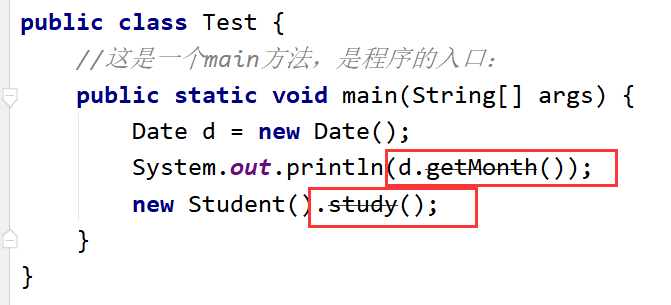 public class Test {
//这是一个main方法，是程序的入口：
public static void main(String[] args) {
Date d = new Date();
System.out.println(d.getMonth());
new Student().study();
}
}